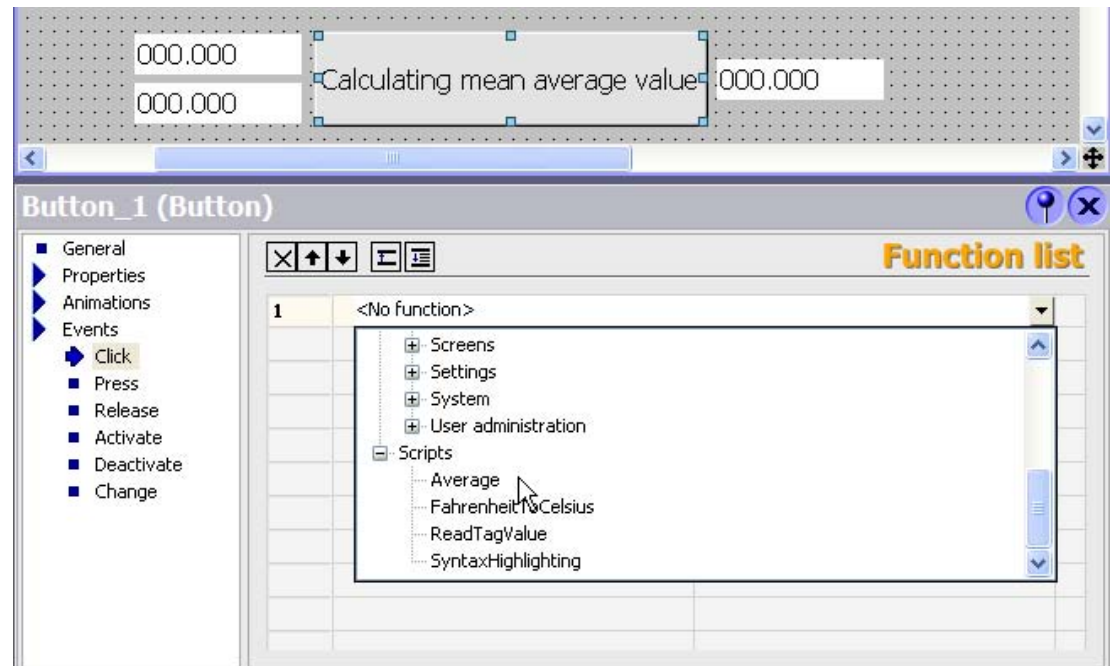 000.000
000.000
Calculating mean average value
000.000
Button_1 (Button)
General
Properties
Animations
Events
Click
Press
Release
Activate
Deactivate
Change
Function list
1 <No function>
Screens
Settings
System
User administration
Scripts
Average
FahrenheitToCelsius
ReadTagValue
SyntaxHighlighting